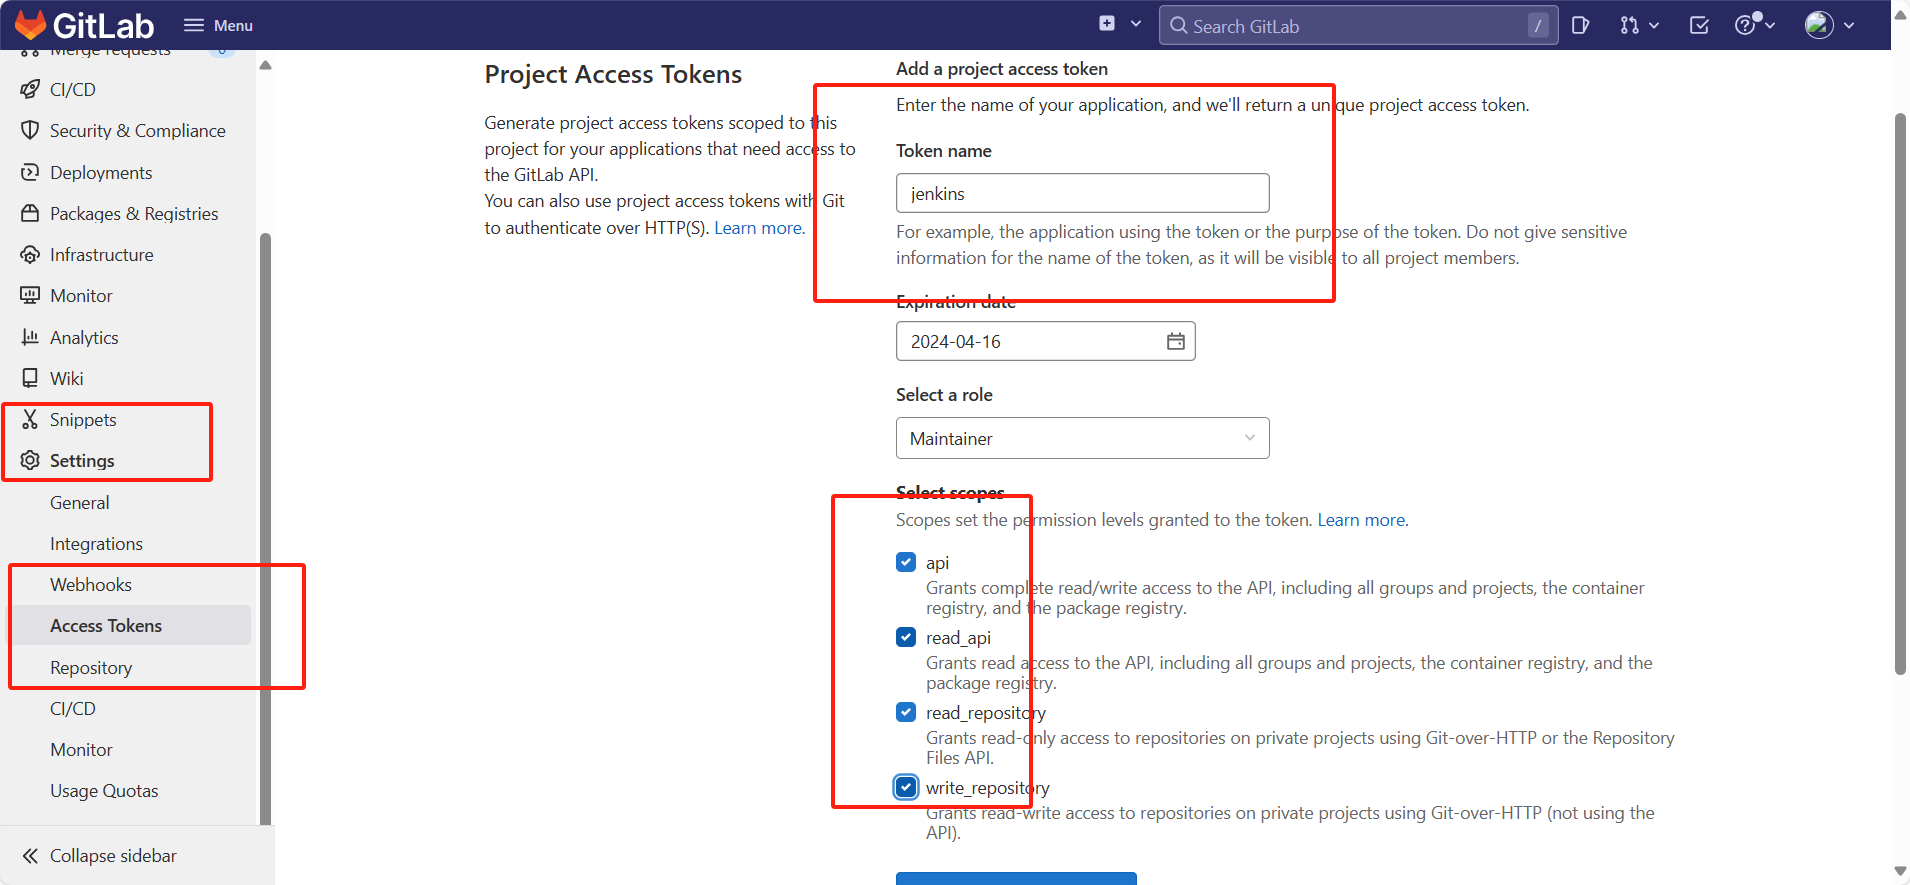 GitLab
Menu
Search GitLab
/
Merge requests
0
CI/CD
Security & Compliance
Deployments
Packages & Registries
Infrastructure
Monitor
Analytics
Wiki
Snippets
Settings
General
Integrations
Webhooks
Access Tokens
Repository
CI/CD
Monitor
Usage Quotas
Collapse sidebar
Project Access Tokens
Generate project access tokens scoped to this
project for your applications that need access to
the GitLab API.
You can also use project access tokens with Git
to authenticate over HTTP(S). Learn more.
Add a project access token
Enter the name of your application, and we'll return a unique project access token.
Token name
jenkins
For example, the application using the token or the purpose of the token. Do not give sensitive
information for the name of the token, as it will be visible to all project members.
Expiration date
2024-04-16
Select a role
Maintainer
Select scopes
Scopes set the permission levels granted to the token. Learn more.
api
Grants complete read/write access to the API, including all groups and projects, the container
registry, and the package registry.
read_api
Grants read access to the API, including all groups and projects, the container registry, and the
package registry.
read_repository
Grants read-only access to repositories on private projects using Git-over-HTTP or the Repository
Files API.
write_repository
Grants read-write access to repositories on private projects using Git-over-HTTP (not using the
API).